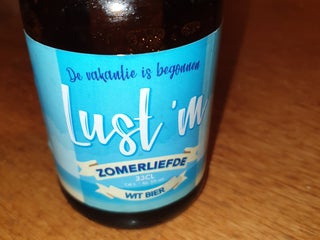 De vakantie is begonnen
Lust 'm
ZOMERLIEFDE
33CL
WIT BIER